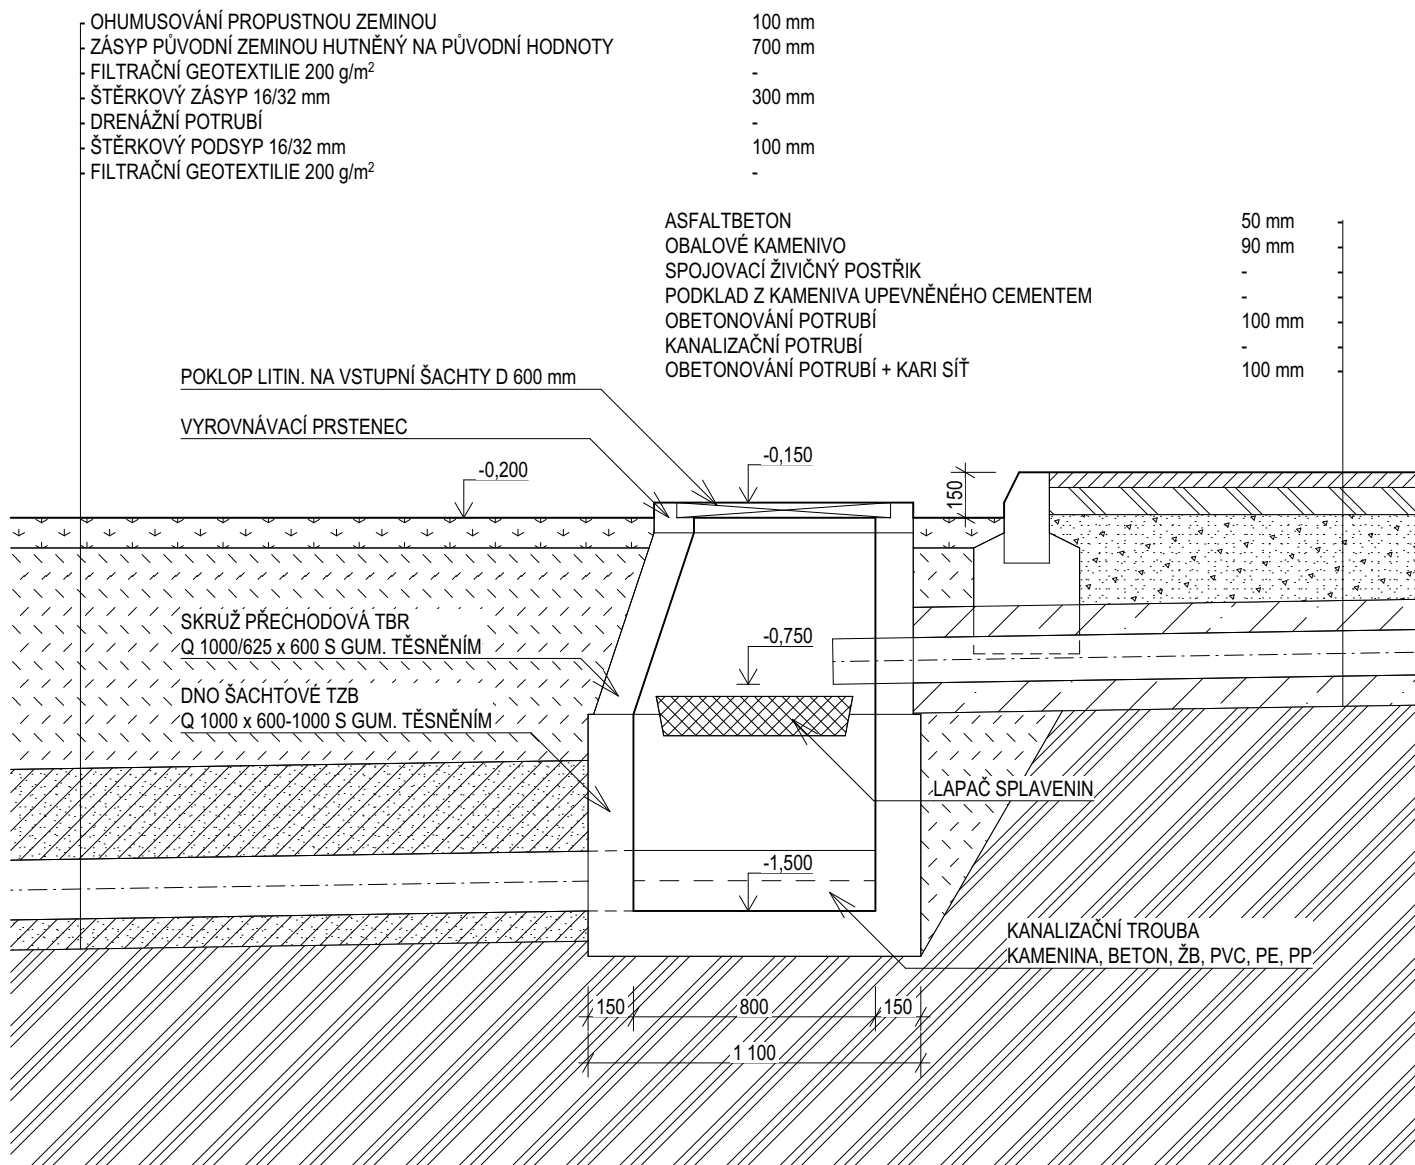 - OHUMUSOVÁNÍ PROPUSTNOU ZEMINOU 100 mm
- ZÁSYP PŮVODNÍ ZEMINOU HUTNĚNÝ NA PŮVODNÍ HODNOTY 700 mm
- FILTRAČNÍ GEOTEXTILIE 200 g/m² -
- ŠTĚRKOVÝ ZÁSYP 16/32 mm 300 mm
- DRENÁŽNÍ POTRUBÍ -
- ŠTĚRKOVÝ PODSYP 16/32 mm 100 mm
- FILTRAČNÍ GEOTEXTILIE 200 g/m² -
ASFALTBETON 50 mm -
OBALOVÉ KAMENIVO 90 mm -
SPOJOVACÍ ŽIVIČNÝ POSTŘIK - -
PODKLAD Z KAMENIVA UPEVNĚNÉHO CEMENTEM - -
OBETONOVÁNÍ POTRUBÍ 100 mm -
KANALIZAČNÍ POTRUBÍ - -
OBETONOVÁNÍ POTRUBÍ + KARI SÍŤ 100 mm -
POKLOP LITIN. NA VSTUPNÍ ŠACHTY D 600 mm
VYROVNÁVACÍ PRSTENEC
-0,200
-0,150
150
SKRUŽ PŘECHODOVÁ TBR
Q 1000/625 x 600 S GUM. TĚSNĚNÍM
-0,750
DNO ŠACHTOVÉ TZB
Q 1000 x 600-1000 S GUM. TĚSNĚNÍM
LAPAČ SPLAVENIN
-1,500
KANALIZAČNÍ TROUBA
KAMENINA, BETON, ŽB, PVC, PE, PP
150 800 150
1 100